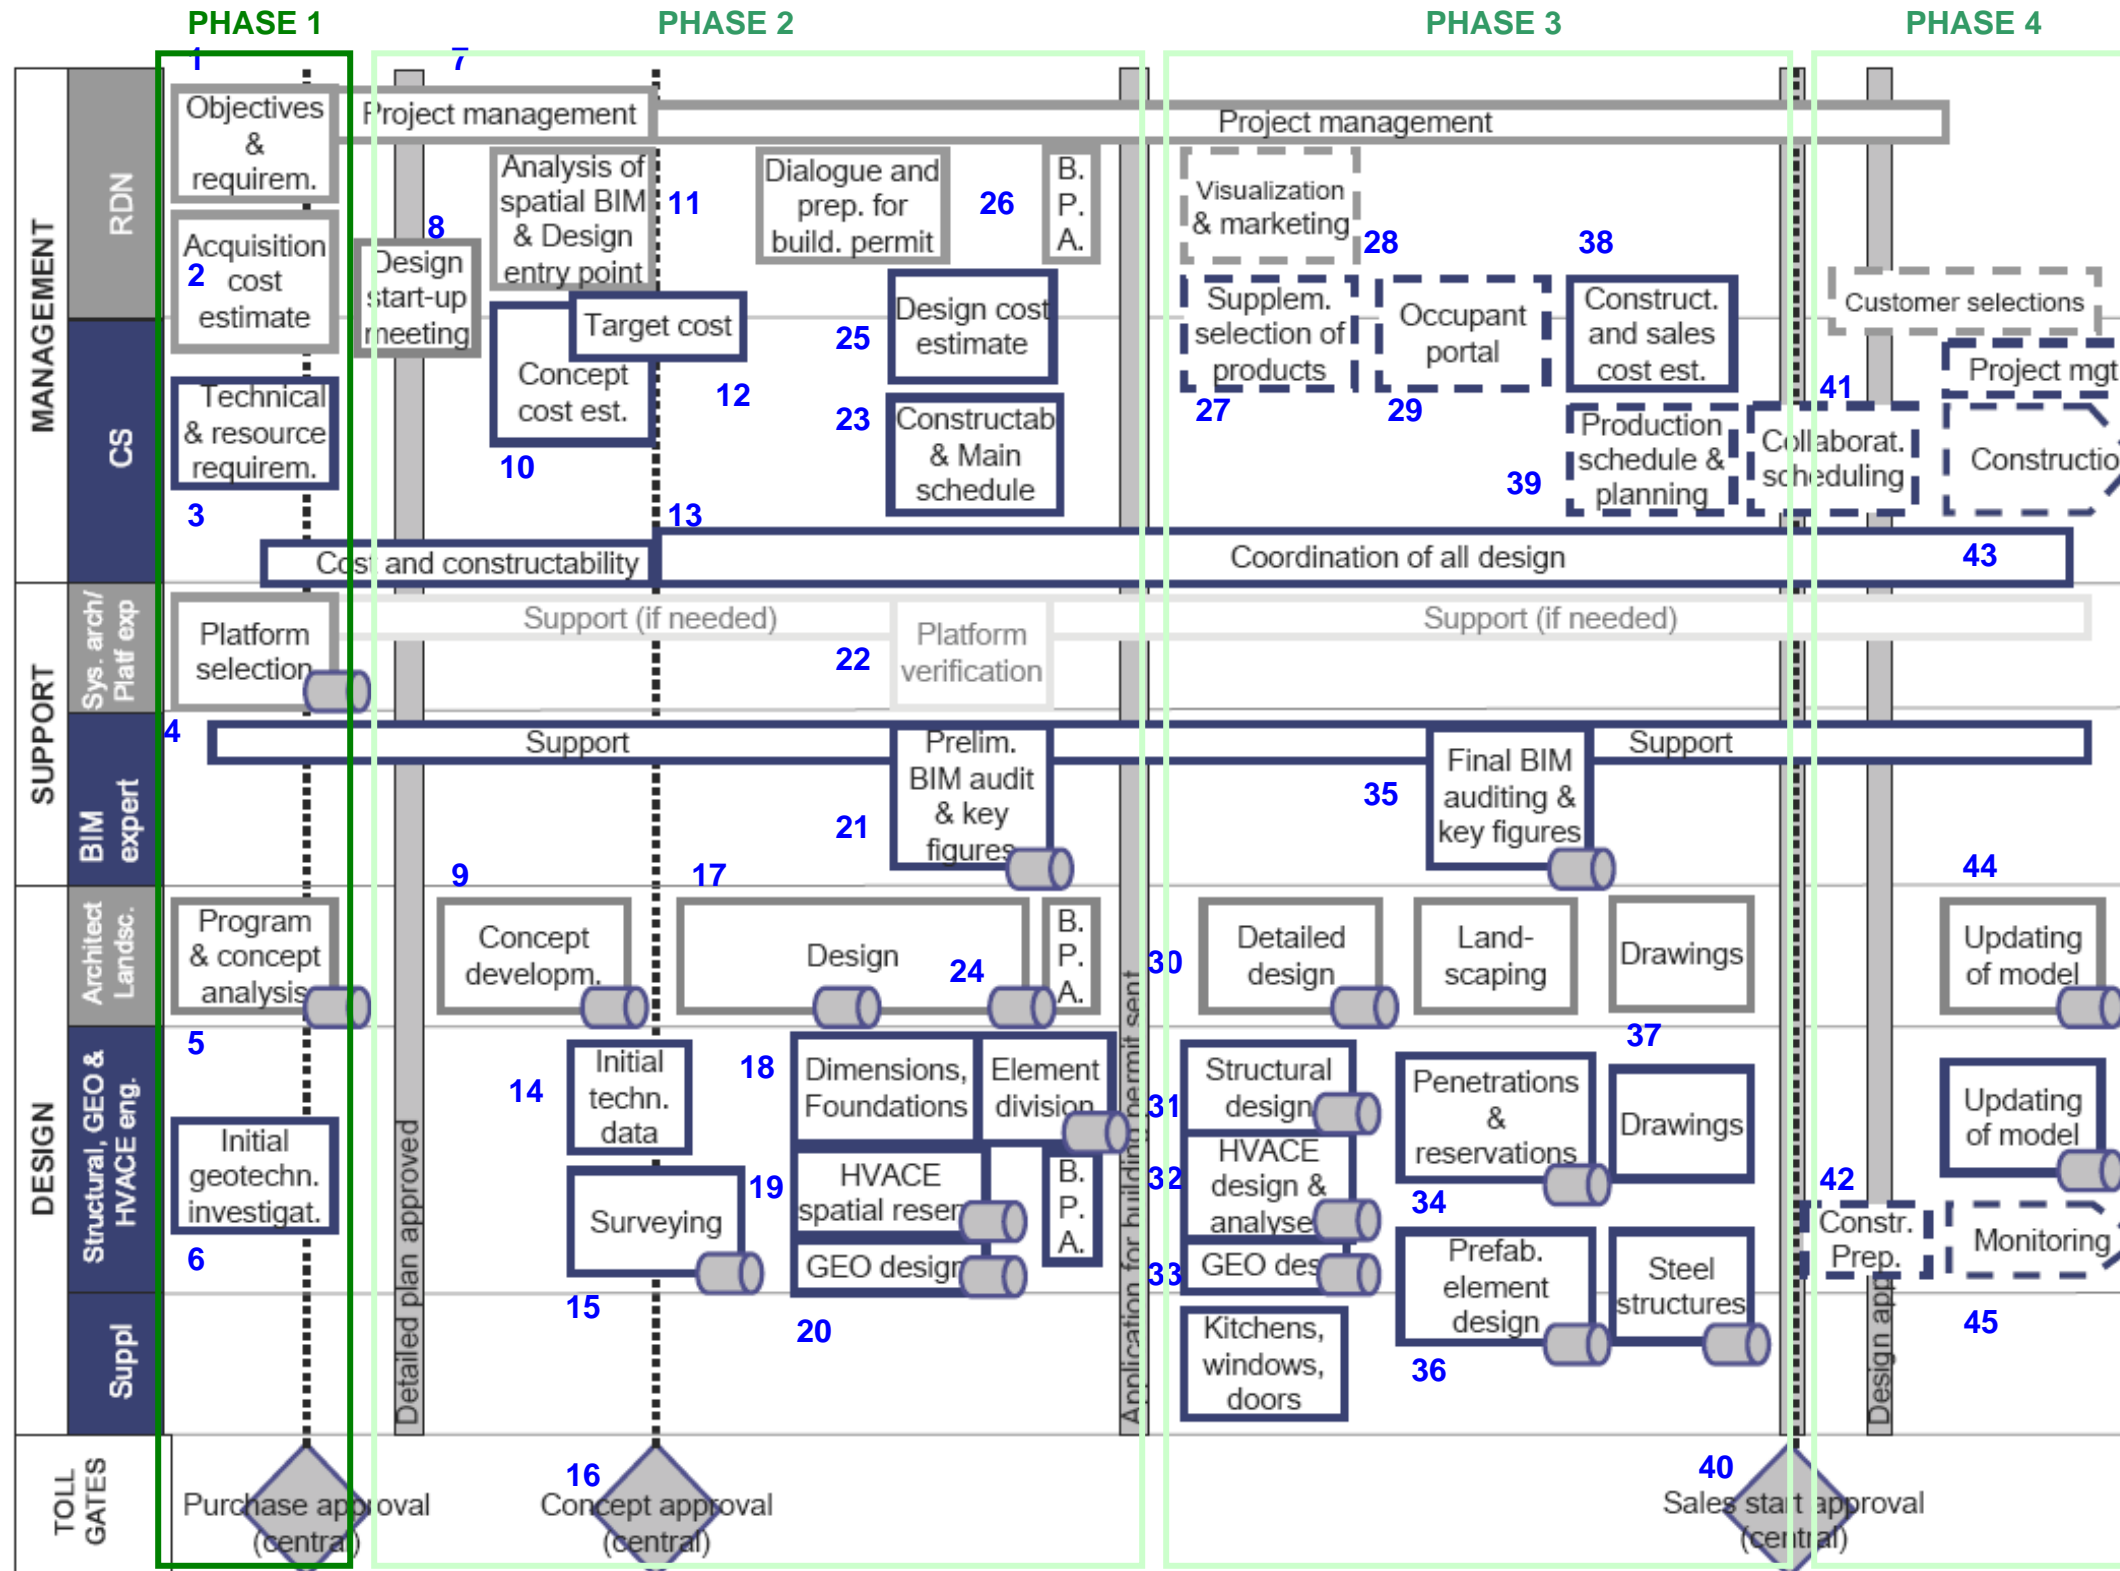 PHASE 1
PHASE 2
PHASE 3
PHASE 4
MANAGEMENT
RDN
CS
SUPPORT
Sys. arch/
Platf exp
BIM
expert
DESIGN
Architect
Landsc.
Structural, GEO &
HVACE eng.
Suppl
TOLL
GATES
1
Objectives
&
requirem.
2
Acquisition
cost
estimate
Technical
& resource
requirem.
3
Platform
selection
4
Program
& concept
analysis
5
Initial
geotechn.
investigat.
6
Purchase approval
(central)
7
Project management
8
Design
start-up
meeting
Analysis of
spatial BIM
& Design
entry point
11
Target cost
12
Concept
cost est.
10
13
Cost and constructability
Support (if needed)
Support
9
Concept
developm.
14
Initial
techn.
data
Surveying
15
16
Concept approval
(central)
Detailed plan approved
Dialogue and
prep. for
build. permit
26
B.
P.
A.
25
Design cost
estimate
23
Constructab
& Main
schedule
22
Platform
verification
21
Prelim.
BIM audit
& key
figures
17
Design
24
B.
P.
A.
18
Dimensions,
Foundations
Element
division
19
HVACE
spatial reser
GEO design
20
B.
P.
A.
Application for building permit sent
Project management
Visualization
& marketing
28
38
Supplem.
selection of
products
27
Occupant
portal
29
Construct.
and sales
cost est.
39
Production
schedule &
planning
41
Collaborat.
scheduling
Coordination of all design
43
Support (if needed)
Support
35
Final BIM
auditing &
key figures
30
Detailed
design
Land-
scaping
Drawings
37
31
Structural
design
32
HVACE
design &
analyse
33
GEO des
Kitchens,
windows,
doors
Penetrations
&
reservations
34
Drawings
Prefab.
element
design
36
Steel
structures
40
Sales start approval
(central)
Customer selections
Project mgt
Constructio
44
Updating
of model
Updating
of model
42
Constr.
Prep.
Monitoring
45
Design app